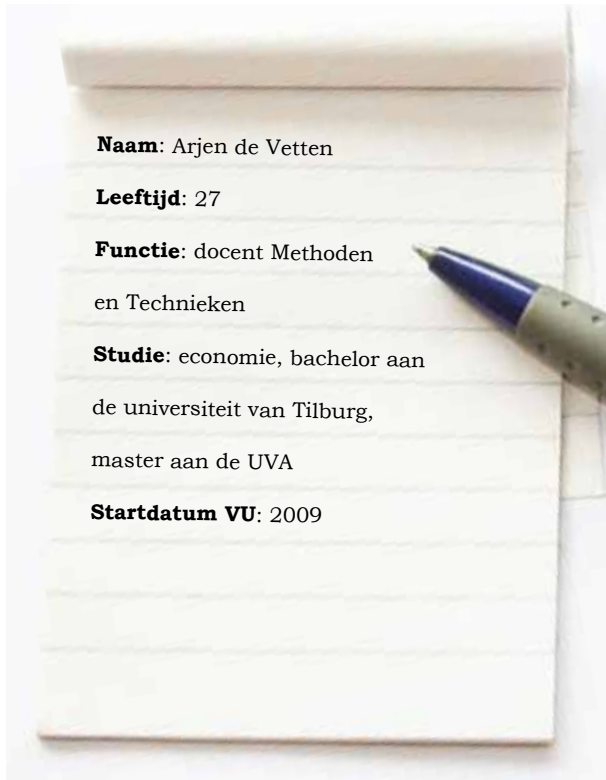 Naam: Arjen de Vetten
Leeftijd: 27
Functie: docent Methoden
en Technieken
Studie: economie, bachelor aan
de universiteit van Tilburg,
master aan de UVA
Startdatum VU: 2009